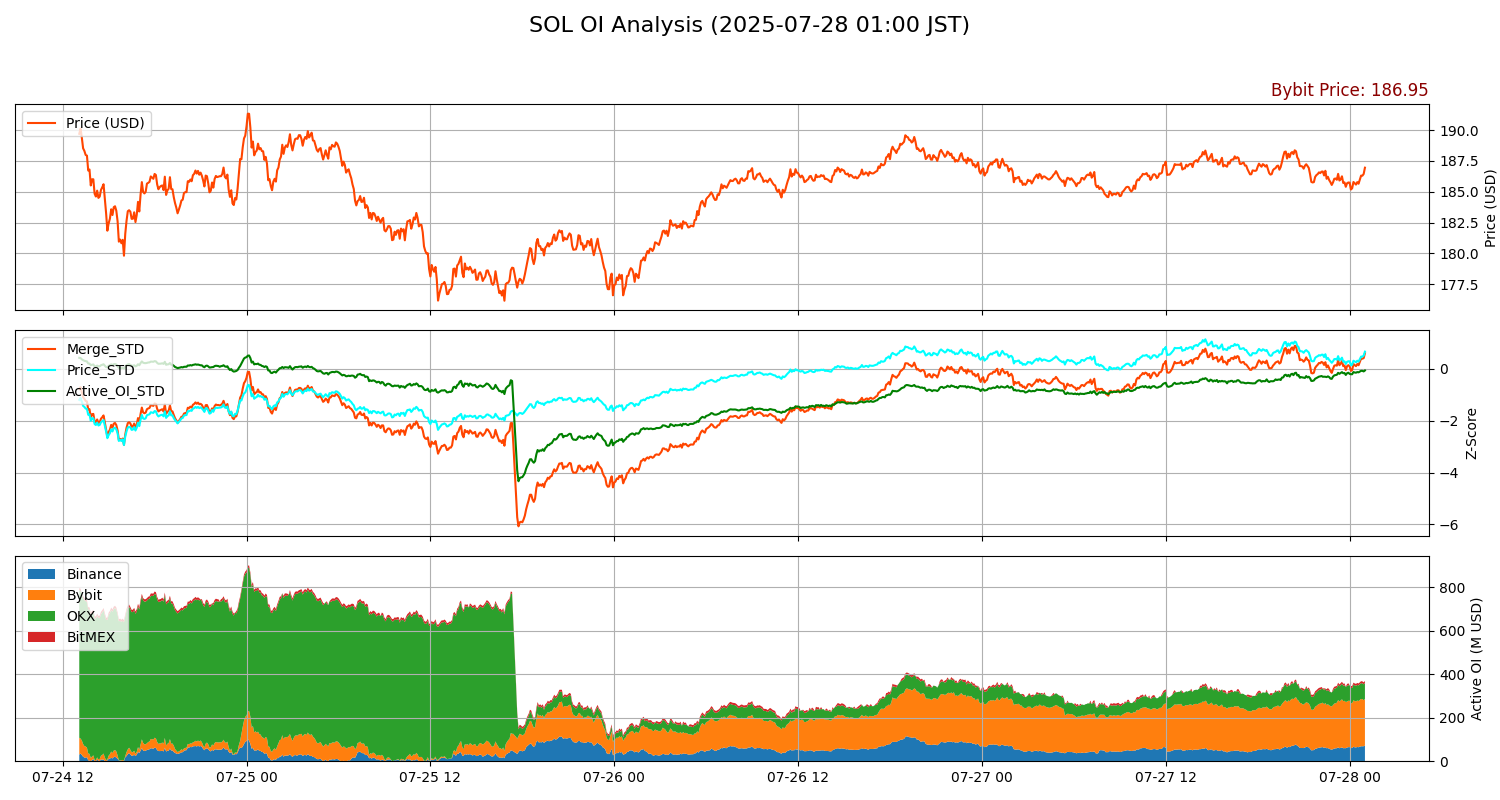 SOL OI Analysis (2025-07-28 01:00 JST)
Bybit Price: 186.95
Price (USD)
190.0
187.5
185.0
182.5
180.0
177.5
Price (USD)
Merge_STD
Price_STD
Active_OI_STD
0
−2
−4
−6
Z-Score
Binance
Bybit
OKX
BitMEX
800
600
400
200
0
Active OI (M USD)
07-24 12
07-25 00
07-25 12
07-26 00
07-26 12
07-27 00
07-27 12
07-28 00